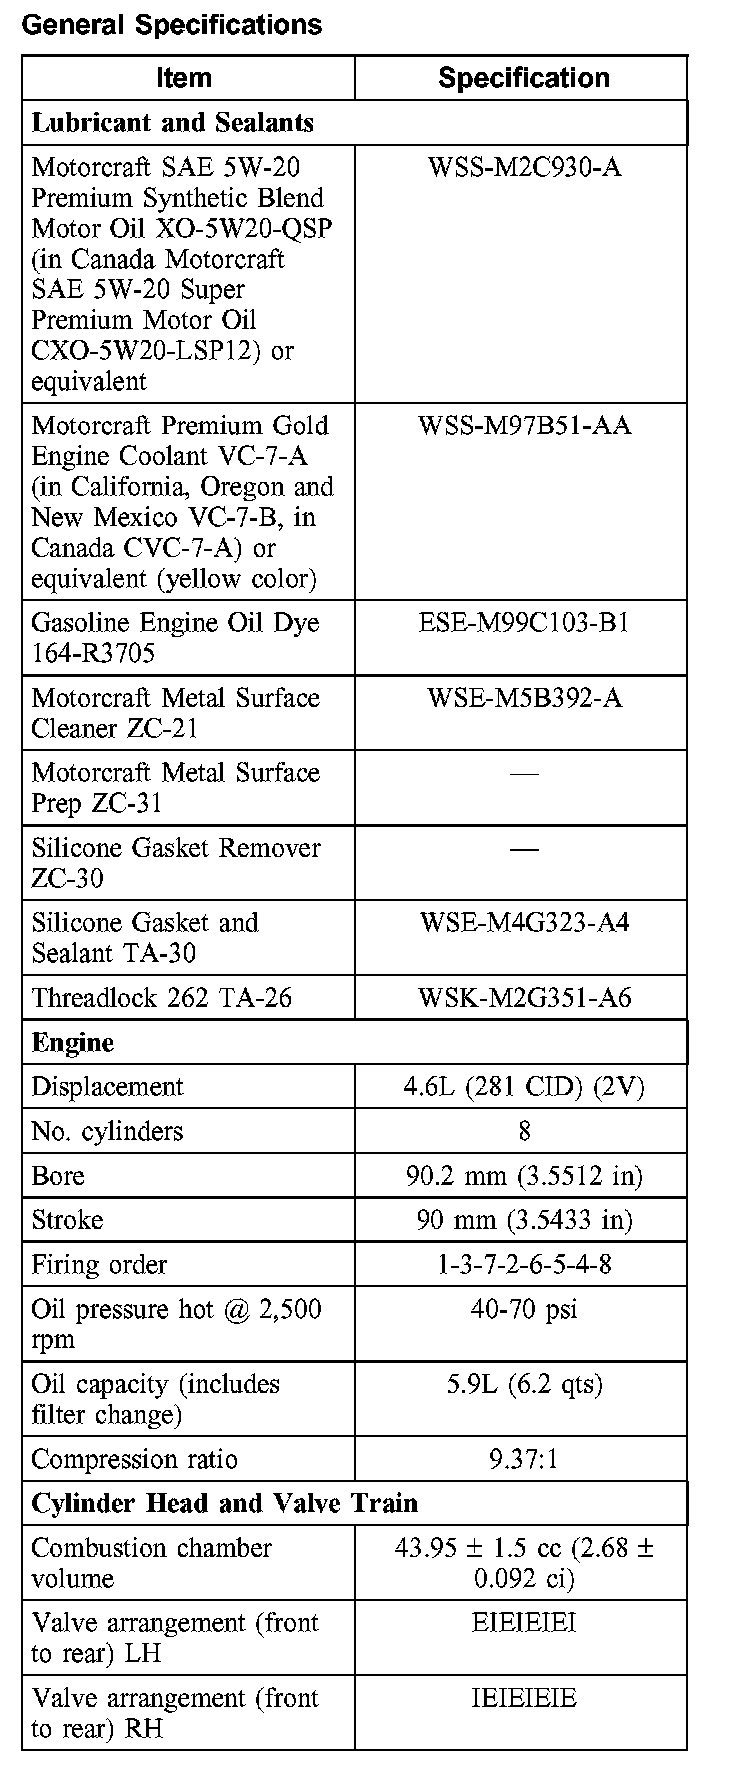 General Specifications
Item Specification
Lubricant and Sealants
Motorcraft SAE 5W-20 WSS-M2C930-A
Premium Synthetic Blend
Motor Oil XO-5W20-QSP
(in Canada Motorcraft
SAE 5W-20 Super
Premium Motor Oil
CXO-5W20-LSP12) or
equivalent
Motorcraft Premium Gold WSS-M97B51-AA
Engine Coolant VC-7-A
(in California, Oregon and
New Mexico VC-7-B, in
Canada CVC-7-A) or
equivalent (yellow color)
Gasoline Engine Oil Dye ESE-M99C103-B1
164-R3705
Motorcraft Metal Surface WSE-M5B392-A
Cleaner ZC-21
Motorcraft Metal Surface —
Prep ZC-31
Silicone Gasket Remover —
ZC-30
Silicone Gasket and WSE-M4G323-A4
Sealant TA-30
Threadlock 262 TA-26 WSK-M2G351-A6
Engine
Displacement 4.6L (281 CID) (2V)
No. cylinders 8
Bore 90.2 mm (3.5512 in)
Stroke 90 mm (3.5433 in)
Firing order 1-3-7-2-6-5-4-8
Oil pressure hot @ 2,500 40-70 psi
rpm
Oil capacity (includes 5.9L (6.2 qts)
filter change)
Compression ratio 9.37:1
Cylinder Head and Valve Train
Combustion chamber 43.95 ± 1.5 cc (2.68 ±
volume 0.092 ci)
Valve arrangement (front EIEIEIEI
to rear) LH
Valve arrangement (front IEIEIEIE
to rear) RH